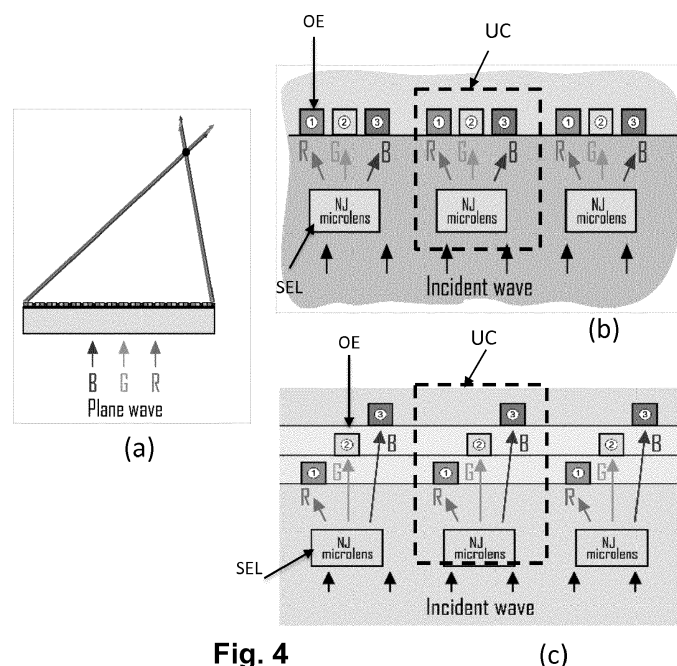 B G R
Plane wave
(a)
OE
UC
1 2 3 1 2 3 1 2 3
R G B R G B R G B
NJ microlens NJ microlens NJ microlens
SEL
Incident wave
(b)
OE
UC
3 3 3
2 B 2 B 2 B
1 G 1 G 1 G
R R R
NJ microlens NJ microlens NJ microlens
SEL
Incident wave
Fig. 4
(c)